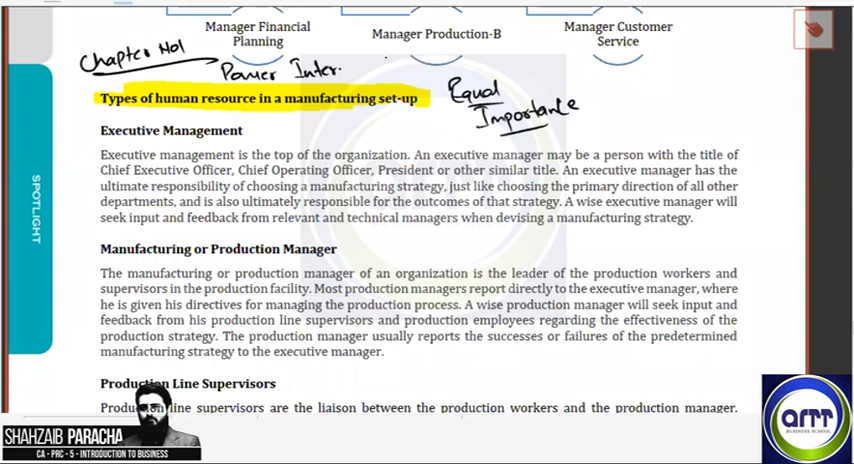 Manager Financial
Planning
Manager Production-B
Manager Customer
Service
Chapter No1
Power Inter.
Types of human resource in a manufacturing set-up
Equal
Importance
Executive Management
Executive management is the top of the organization. An executive manager may be a person with the title of
Chief Executive Officer, Chief Operating Officer, President or other similar title. An executive manager has the
ultimate responsibility of choosing a manufacturing strategy, just like choosing the primary direction of all other
departments, and is also ultimately responsible for the outcomes of that strategy. A wise executive manager will
seek input and feedback from relevant and technical managers when devising a manufacturing strategy.
SPOTLIGHT
Manufacturing or Production Manager
The manufacturing or production manager of an organization is the leader of the production workers and
supervisors in the production facility. Most production managers report directly to the executive manager, where
he is given his directives for managing the production process. A wise production manager will seek input and
feedback from his production line supervisors and production employees regarding the effectiveness of the
production strategy. The production manager usually reports the successes or failures of the predetermined
manufacturing strategy to the executive manager.
Production Line Supervisors
Production line supervisors are the liaison between the production workers and the production manager.
SHAHZAIB PARACHA
CA - PRC - 5 - INTRODUCTION TO BUSINESS
artt
BUSINESS SCHOOL